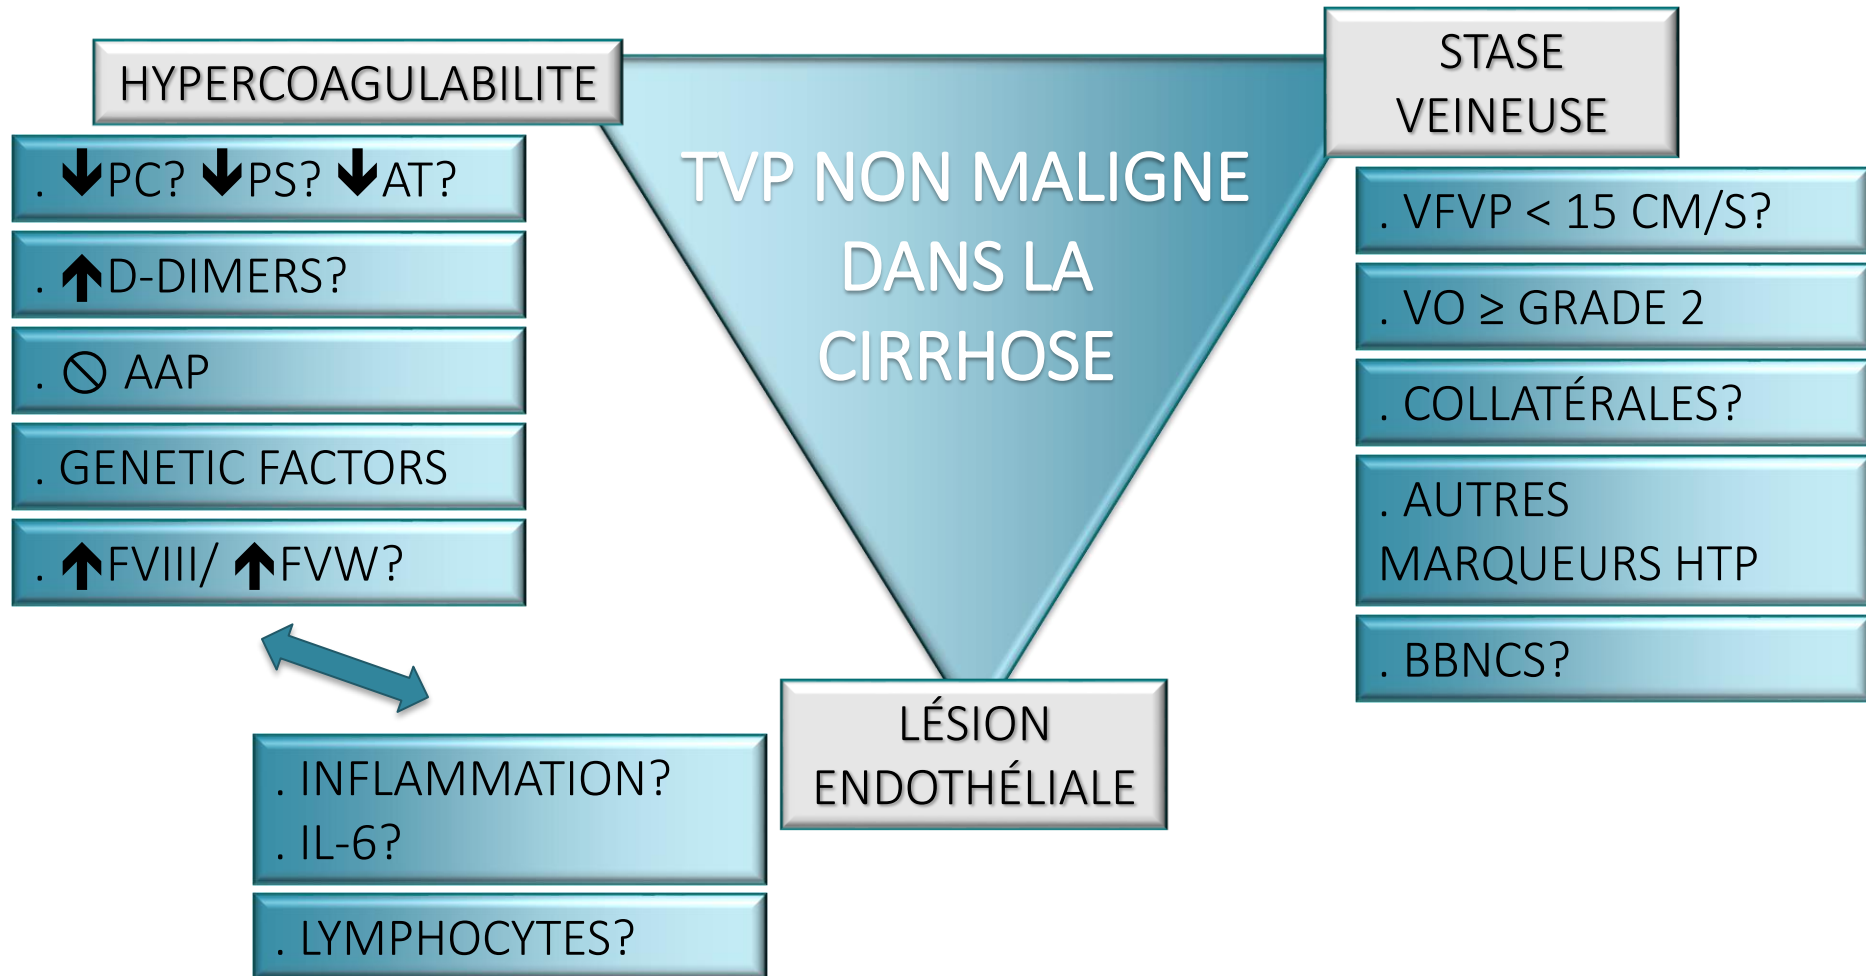 HYPERCOAGULABILITE
. ↓PC? ↓PS? ↓AT?
. ↑D-DIMERS?
. 🛇 AAP
. GENETIC FACTORS
. ↑FVIII/ ↑FVW?
TVP NON MALIGNE
DANS LA
CIRRHOSE
STASE
VEINEUSE
. VFVP < 15 CM/S?
. VO ≥ GRADE 2
. COLLATÉRALES?
. AUTRES
MARQUEURS HTP
. BBNCS?
LÉSION
ENDOTHÉLIALE
. INFLAMMATION?
. IL-6?
. LYMPHOCYTES?